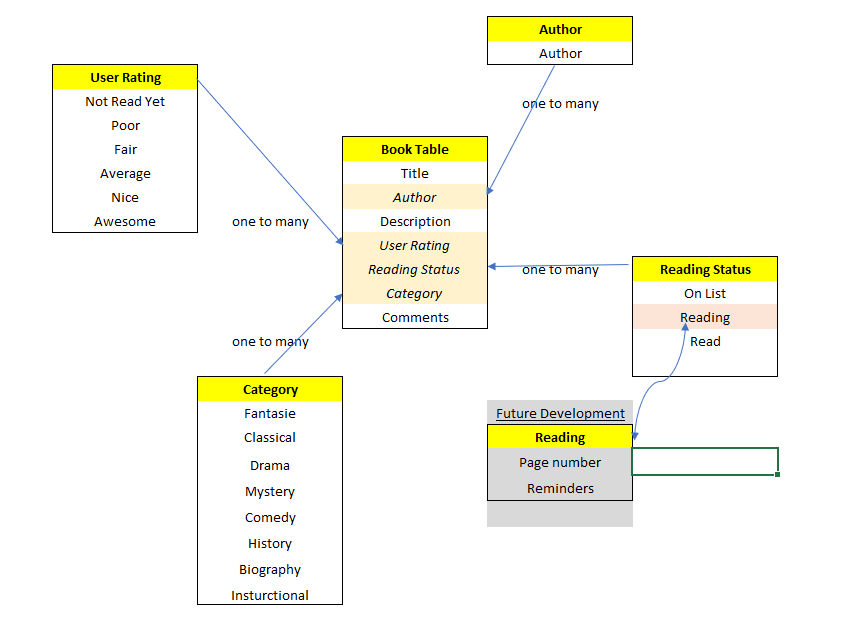 Author
Author
one to many
User Rating
Not Read Yet
Poor
Fair
Average
Nice
Awesome
one to many
Book Table
Title
Author
Description
User Rating
Reading Status
Category
Comments
one to many
Reading Status
On List
Reading
Read
one to many
Category
Fantasie
Classical
Drama
Mystery
Comedy
History
Biography
Insturctional
Future Development
Reading
Page number
Reminders